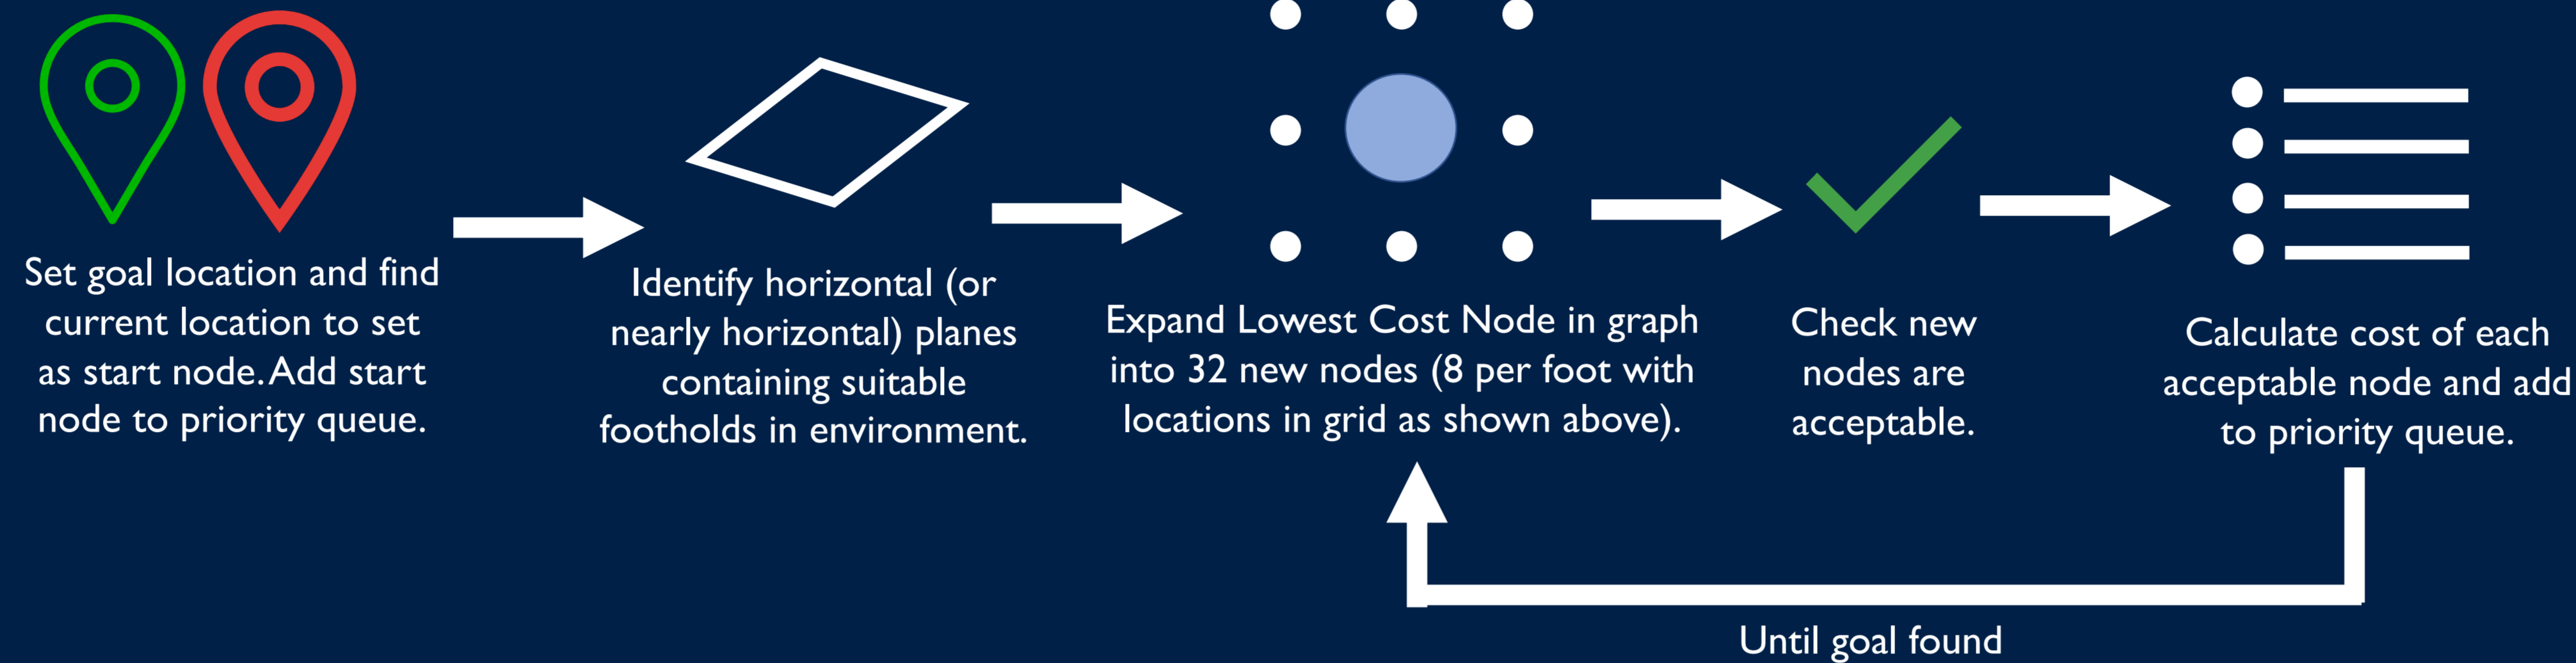 Set goal location and find
current location to set
as start node. Add start
node to priority queue.
Identify horizontal (or
nearly horizontal) planes
containing suitable
footholds in environment.
Expand Lowest Cost Node in graph
into 32 new nodes (8 per foot with
locations in grid as shown above).
Check new
nodes are
acceptable.
Calculate cost of each
acceptable node and add
to priority queue.
Until goal found